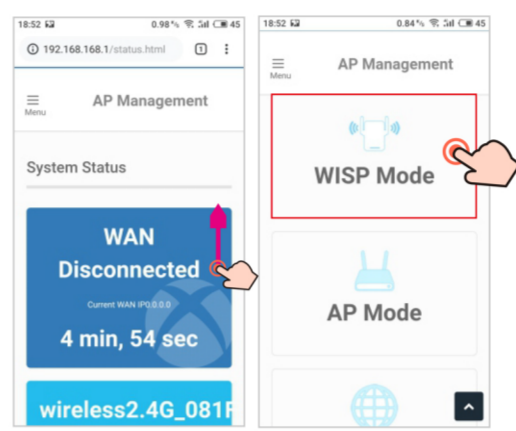 18:52
0.98
45
192.168.168.1/status.html
1
Menu
AP Management
System Status
WAN
Disconnected
Current WAN IP0.0.0.0
4 min, 54 sec
wireless2.4G_081F
18:52
0.84
45
Menu
AP Management
WISP Mode
AP Mode